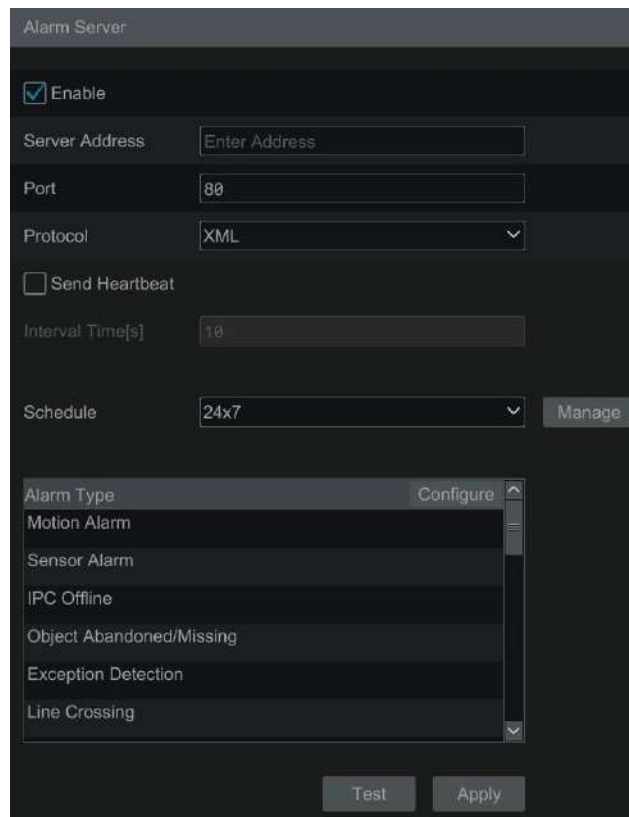 Alarm Server
Enable
Server Address Enter Address
Port 80
Protocol XML
Send Heartbeat
Interval Time[s] 10
Schedule 24x7 Manage
Alarm Type Configure
Motion Alarm
Sensor Alarm
IPC Offline
Object Abandoned/Missing
Exception Detection
Line Crossing
Test Apply